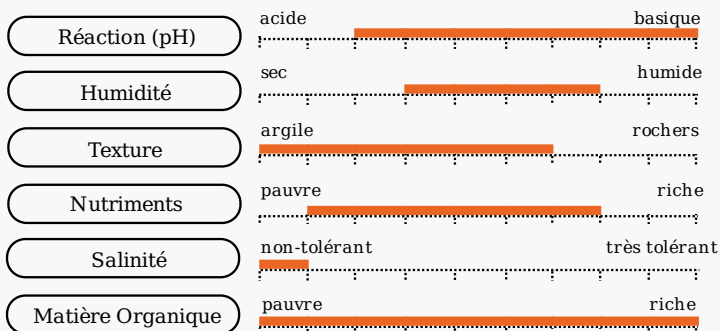 acide basique
Réaction (pH)
sec humide
Humidité
argile rochers
Texture
pauvre riche
Nutriments
non-tolérant très tolérant
Salinité
pauvre riche
Matière Organique